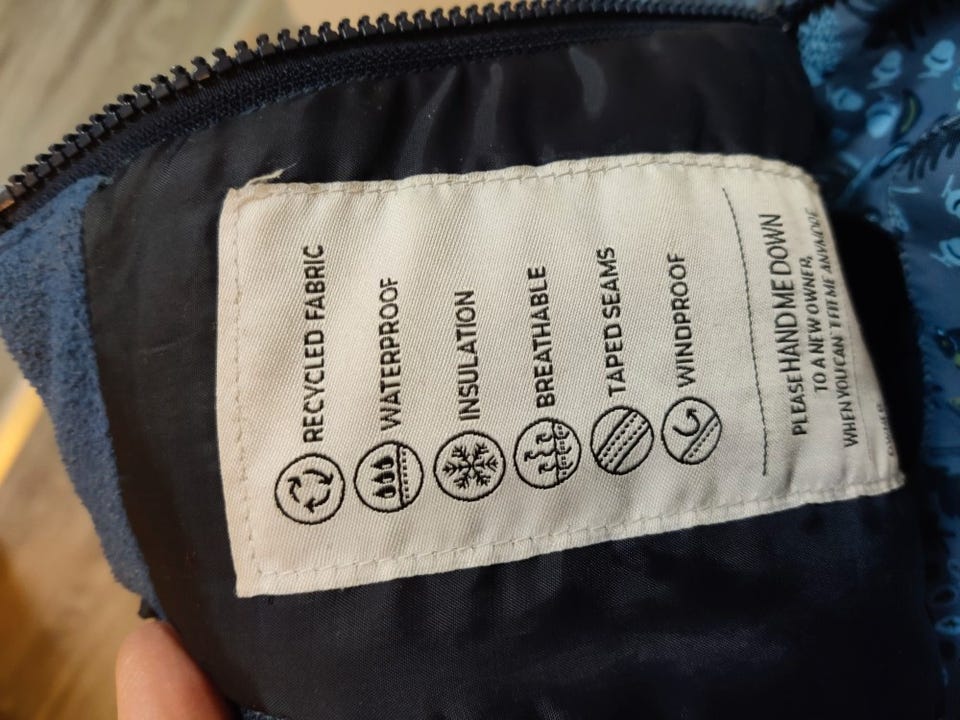 RECYCLED FABRIC
WATERPROOF
INSULATION
BREATHABLE
TAPED SEAMS
WINDPROOF
PLEASE HAND ME DOWN
TO A NEW OWNER,
WHEN YOU CAN'T FIT ME ANYMORE